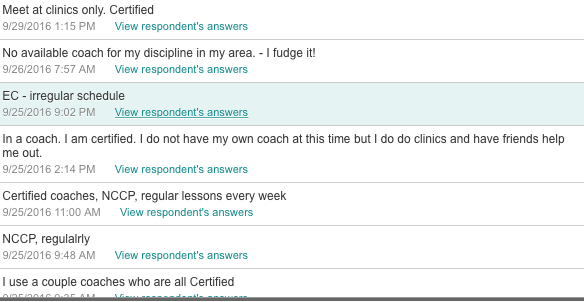 Meet at clinics only. Certified
9/29/2016 1:15 PM View respondent's answers
No available coach for my discipline in my area. - I fudge it!
9/26/2016 7:57 AM View respondent's answers
EC - irregular schedule
9/25/2016 9:02 PM View respondent's answers
In a coach. I am certified. I do not have my own coach at this time but I do do clinics and have friends help
me out.
9/25/2016 2:14 PM View respondent's answers
Certified coaches, NCCP, regular lessons every week
9/25/2016 11:00 AM View respondent's answers
NCCP, regulalrly
9/25/2016 9:48 AM View respondent's answers
I use a couple coaches who are all Certified
9/25/2016 9:35 AM View respondent's answers